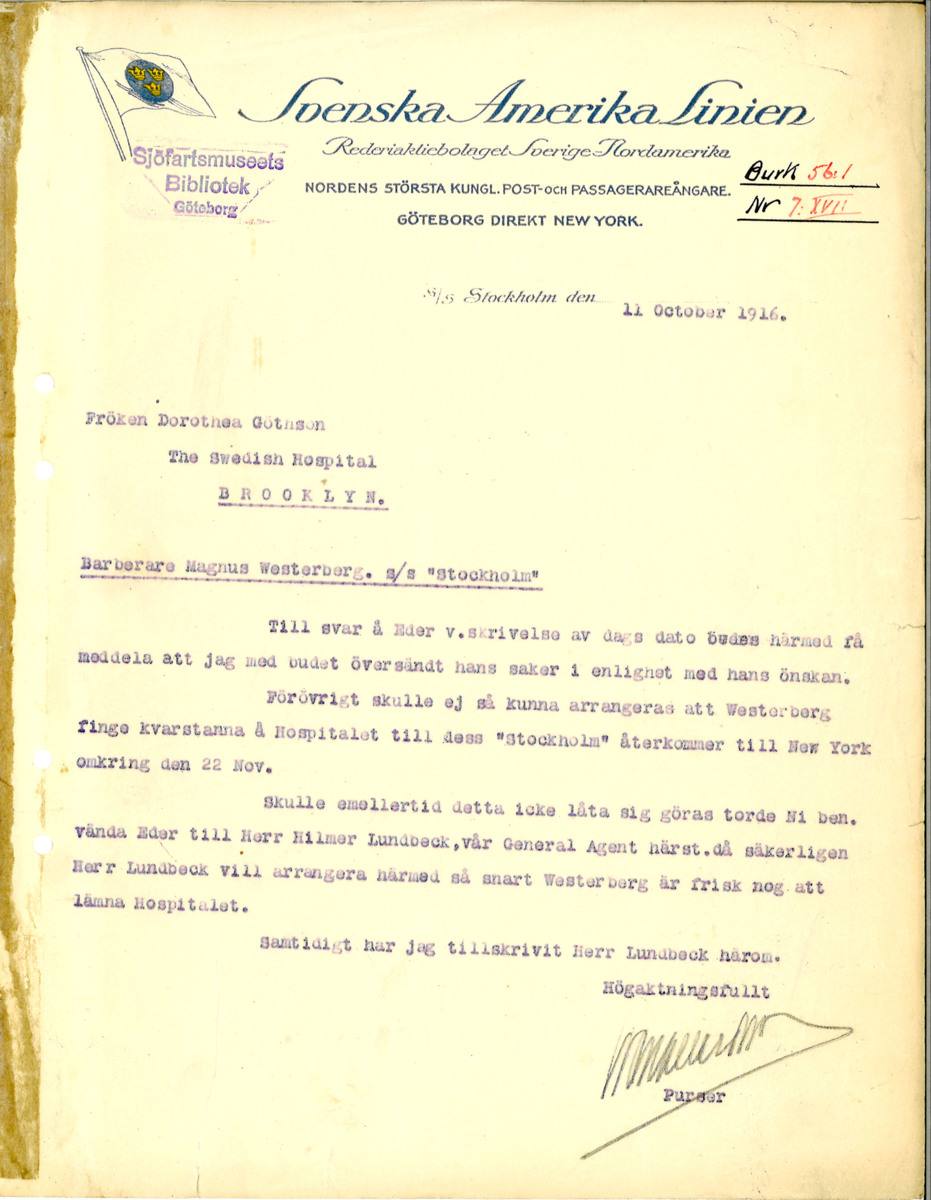 Svenska Amerika Linien
Rederiaktiebolaget Sverige-Nordamerika
Sjöfartsmuseets
Bibliotek
Göteborg
NORDENS STÖRSTA KUNGL. POST- OCH PASSAGERAREÅNGARE.
GÖTEBORG DIREKT NEW YORK.
Burk 56:1
Nr 7: XVII
S/S Stockholm den 11 October 1916.
Fröken Dorothea Göthson
The Swedish Hospital
BROOKLYN.
Barberare Magnus Westerberg. s/s "Stockholm"
Till svar å Eder v.skrivelse av dags dato härmed få
meddela att jag med budet översändt hans saker i enlighet med hans önskan.
Förövrigt skulle ej så kunna arrangeras att Westerberg
finge kvarstanna å Hospitalet till dess "Stockholm" återkommer till New York
omkring den 22 Nov.
Skulle emellertid detta icke låta sig göras torde Ni ben.
vända Eder till Herr Hilmer Lundbeck,vår General Agent härst.då säkerligen
Herr Lundbeck vill arrangera härmed så snart Westerberg är frisk nog att
lämna Hospitalet.
Samtidigt har jag tillskrivit Herr Lundbeck härom.
Högaktningsfullt
Purser